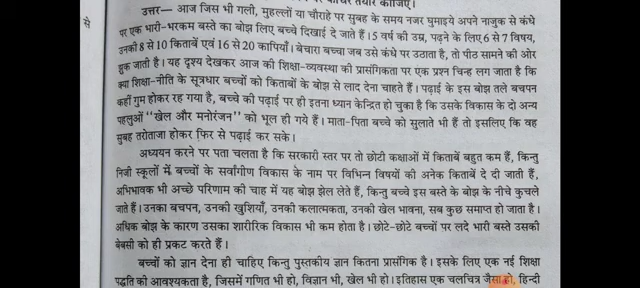 उत्तर— आज जिस भी गली, मुहल्लों या चौराहे पर सुबह के समय नजर घुमाइये अपने नाजुक से कंधे
पर एक भारी-भरकम बस्ते का बोझ लिए बच्चे दिखाई दे जाते हैं। 5 वर्ष की उम्र, पढ़ने के लिए 6 से 7 विषय,
उनकी 8 से 10 किताबें एवं 16 से 20 कापियाँ। बेचारा बच्चा जब उसे कंधे पर उठाता है, तो पीठ सामने की ओर
झुक जाती है। यह दृश्य देखकर आज की शिक्षा-व्यवस्था की प्रासंगिकता पर एक प्रश्न चिन्ह लग जाता है कि
क्या शिक्षा-नीति के सूत्रधार बच्चों को किताबों के बोझ से लाद देना चाहते हैं। पढ़ाई के इस बोझ तले बचपन
कहीं गुम होकर रह गया है, बच्चे की पढ़ाई पर ही इतना ध्यान केन्द्रित हो चुका है कि उसके विकास के दो अन्य
पहलुओं "खेल और मनोरंजन" को भूल ही गये हैं। माता-पिता बच्चे को सुलाते भी हैं तो इसलिए कि वह
सुबह तरोताजा होकर फिर से पढ़ाई कर सके।
अध्ययन करने पर पता चलता है कि सरकारी स्तर पर तो छोटी कक्षाओं में किताबें बहुत कम हैं, किन्तु
निजी स्कूलों में बच्चों के सर्वांगीण विकास के नाम पर विभिन्न विषयों की अनेक किताबें दे दी जाती हैं,
अभिभावक भी अच्छे परिणाम की चाह में यह बोझ झेल लेते हैं, किन्तु बच्चे इस बस्ते के बोझ के नीचे कुचले
जाते हैं। उनका बचपन, उनकी खुशियाँ, उनकी कलात्मकता, उनकी खेल भावना, सब कुछ समाप्त हो जाता है।
अधिक बोझ के कारण उसका शारीरिक विकास भी कम होता है। छोटे-छोटे बच्चों पर लदे भारी बस्ते उसकी
बेबसी को ही प्रकट करते हैं।
बच्चों को ज्ञान देना ही चाहिए किन्तु पुस्तकीय ज्ञान कितना प्रासंगिक है। इसके लिए एक नई शिक्षा
पद्धति की आवश्यकता है, जिसमें गणित भी हो, विज्ञान भी, खेल भी हो। इतिहास एक चलचित्र जैसा हो, हिन्दी
से